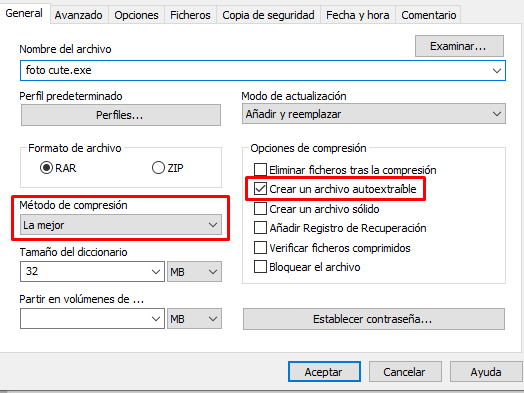 General Avanzado Opciones Ficheros Copia de seguridad Fecha y hora Comentario
Nombre del archivo
Examinar...
foto cute.exe
Perfil predeterminado
Perfiles...
Modo de actualización
Añadir y reemplazar
Formato de archivo
RAR ZIP
Método de compresión
La mejor
Tamaño del diccionario
32 MB
Partir en volúmenes de ...
MB
Opciones de compresión
Eliminar ficheros tras la compresión
Crear un archivo autoextraíble
Crear un archivo sólido
Añadir Registro de Recuperación
Verificar ficheros comprimidos
Bloquear el archivo
Establecer contraseña...
Aceptar Cancelar Ayuda